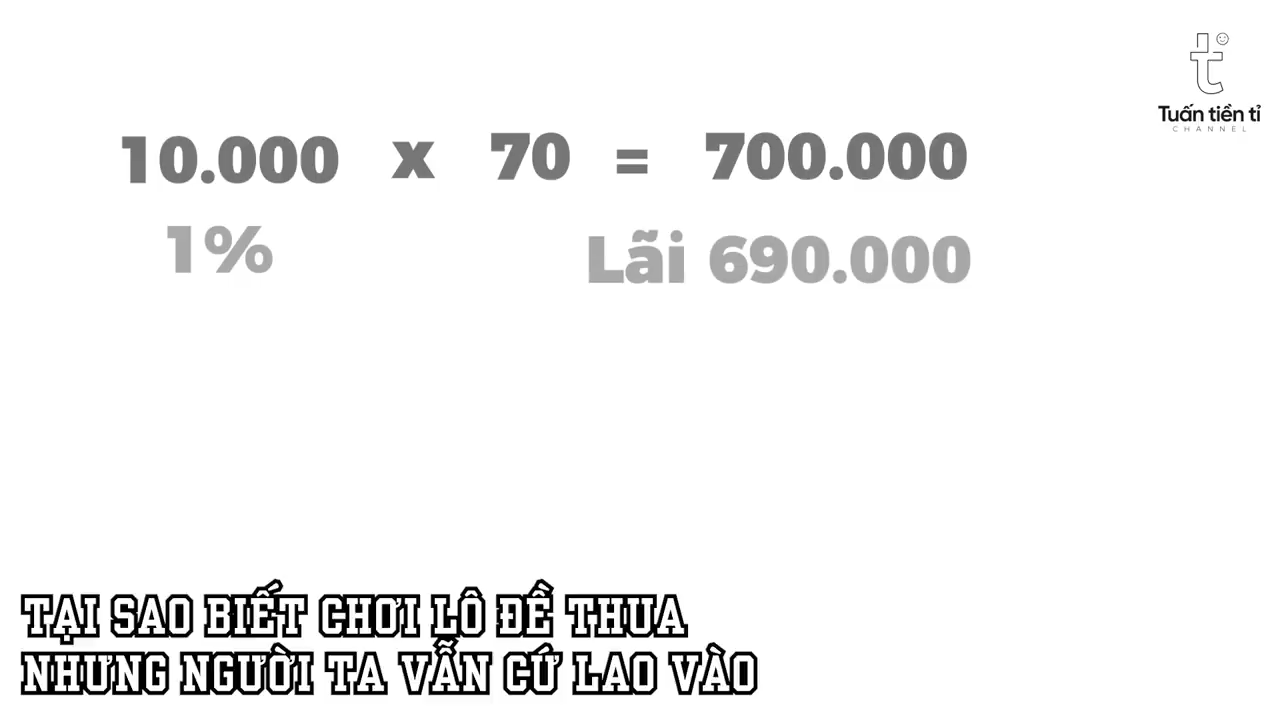 Tuấn tiền tỉ
CHANNEL
10.000 x 70 = 700.000
1% Lãi 690.000
TẠI SAO BIẾT CHƠI LÔ ĐỀ THUA
NHƯNG NGƯỜI TA VẪN CỨ LAO VÀO